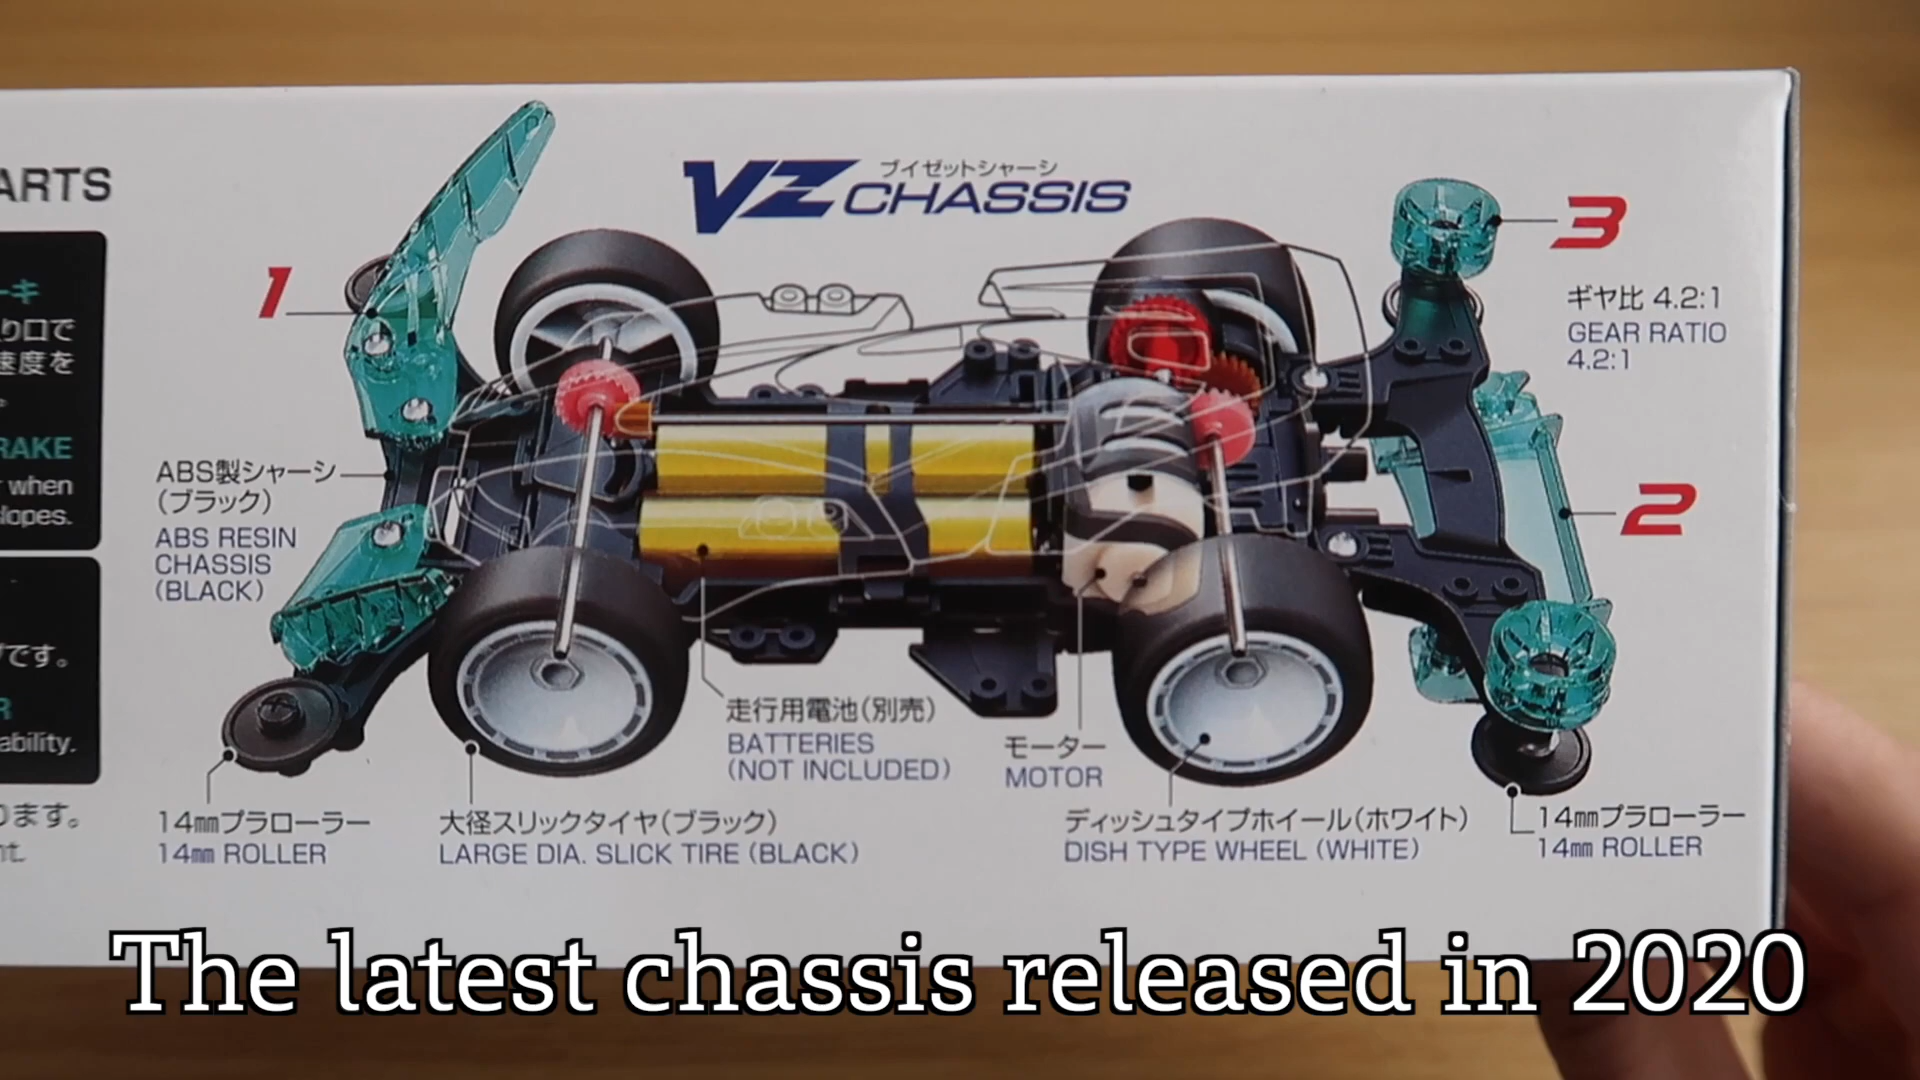 ARTS
ーキ
り口で
速度を
RAKE
when
lopes.
です。
R
ability.
ります。
nt.
VZ CHASSIS
ブイゼットシャーシ
1
3
ギヤ比 4.2:1
GEAR RATIO
4.2:1
2
ABS製シャーシ
(ブラック)
ABS RESIN
CHASSIS
(BLACK)
走行用電池(別売)
BATTERIES
(NOT INCLUDED)
モーター
MOTOR
14㎜プラローラー
14㎜ ROLLER
大径スリックタイヤ(ブラック)
LARGE DIA. SLICK TIRE (BLACK)
ディッシュタイプホイール(ホワイト)
DISH TYPE WHEEL (WHITE)
14㎜プラローラー
14㎜ ROLLER
The latest chassis released in 2020